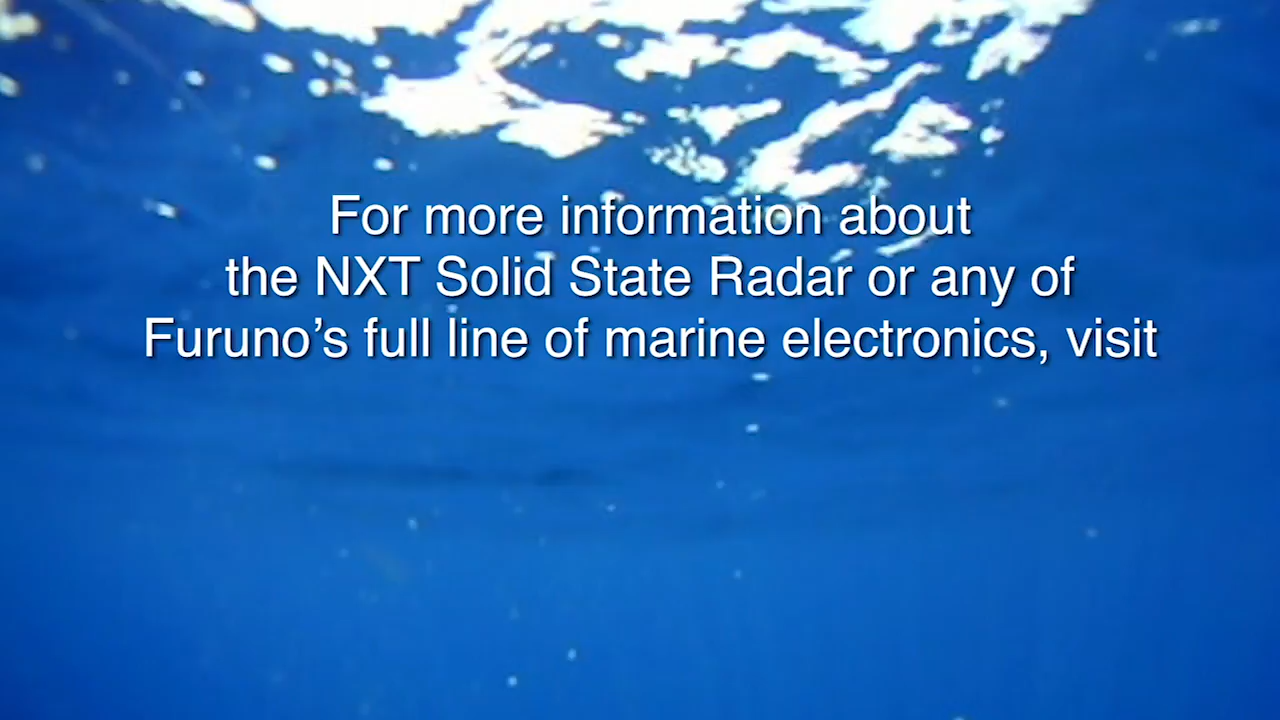 For more information about
the NXT Solid State Radar or any of
Furuno’s full line of marine electronics, visit